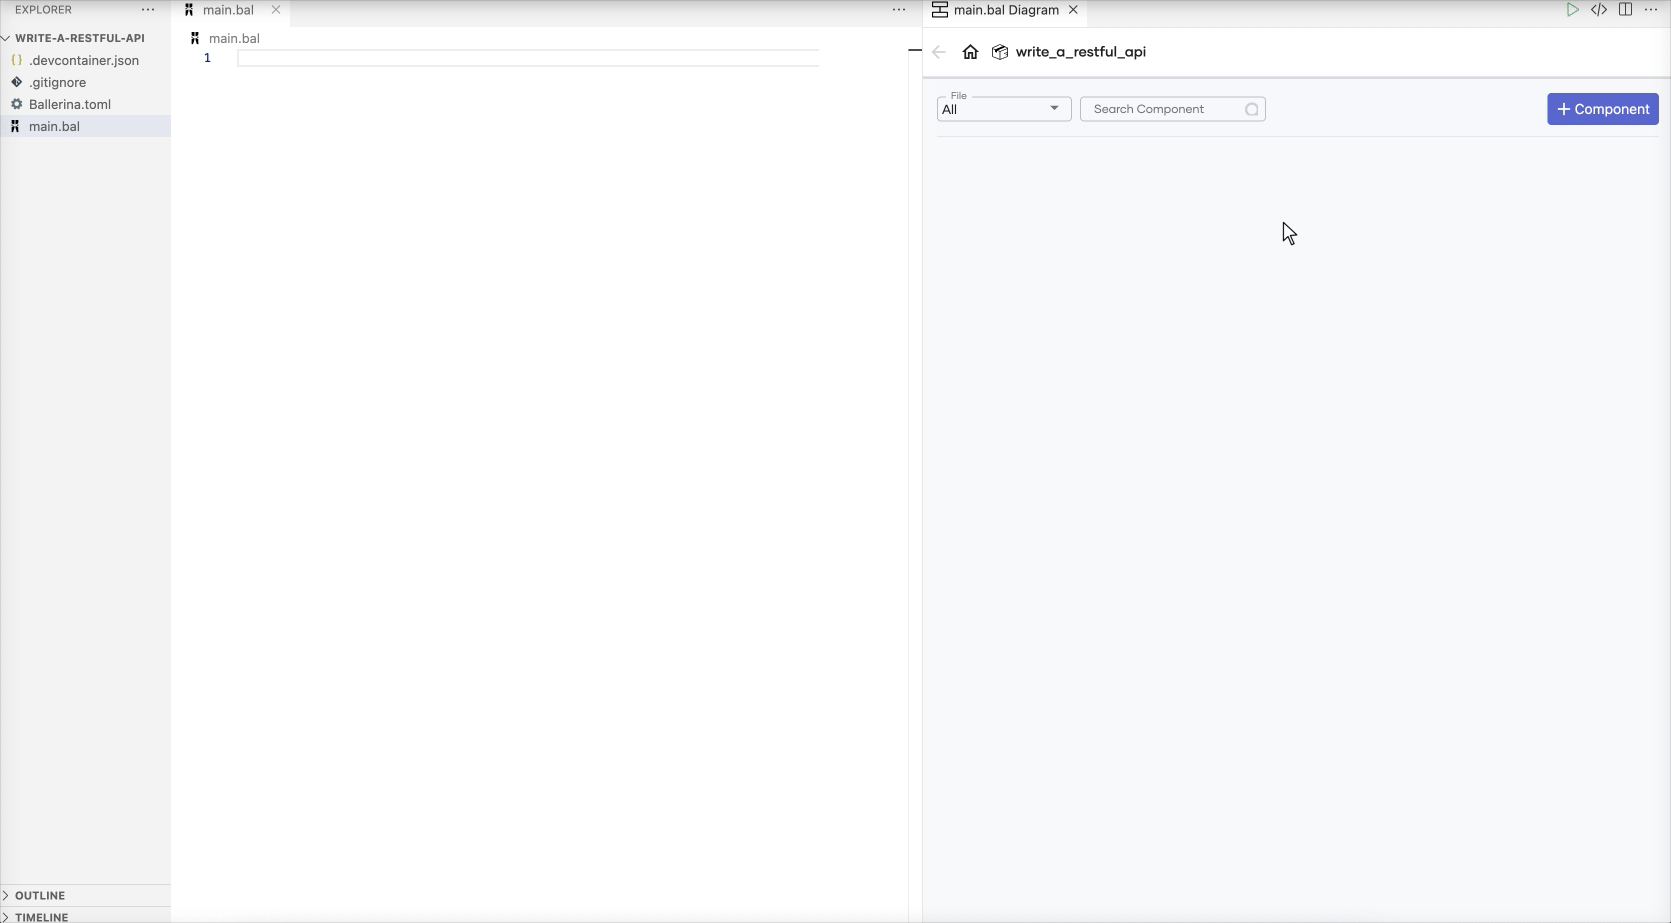 EXPLORER
WRITE-A-RESTFUL-API
.devcontainer.json
.gitignore
Ballerina.toml
main.bal
OUTLINE
TIMELINE
main.bal
main.bal
1
main.bal Diagram
write_a_restful_api
File
All
Search Component
+ Component